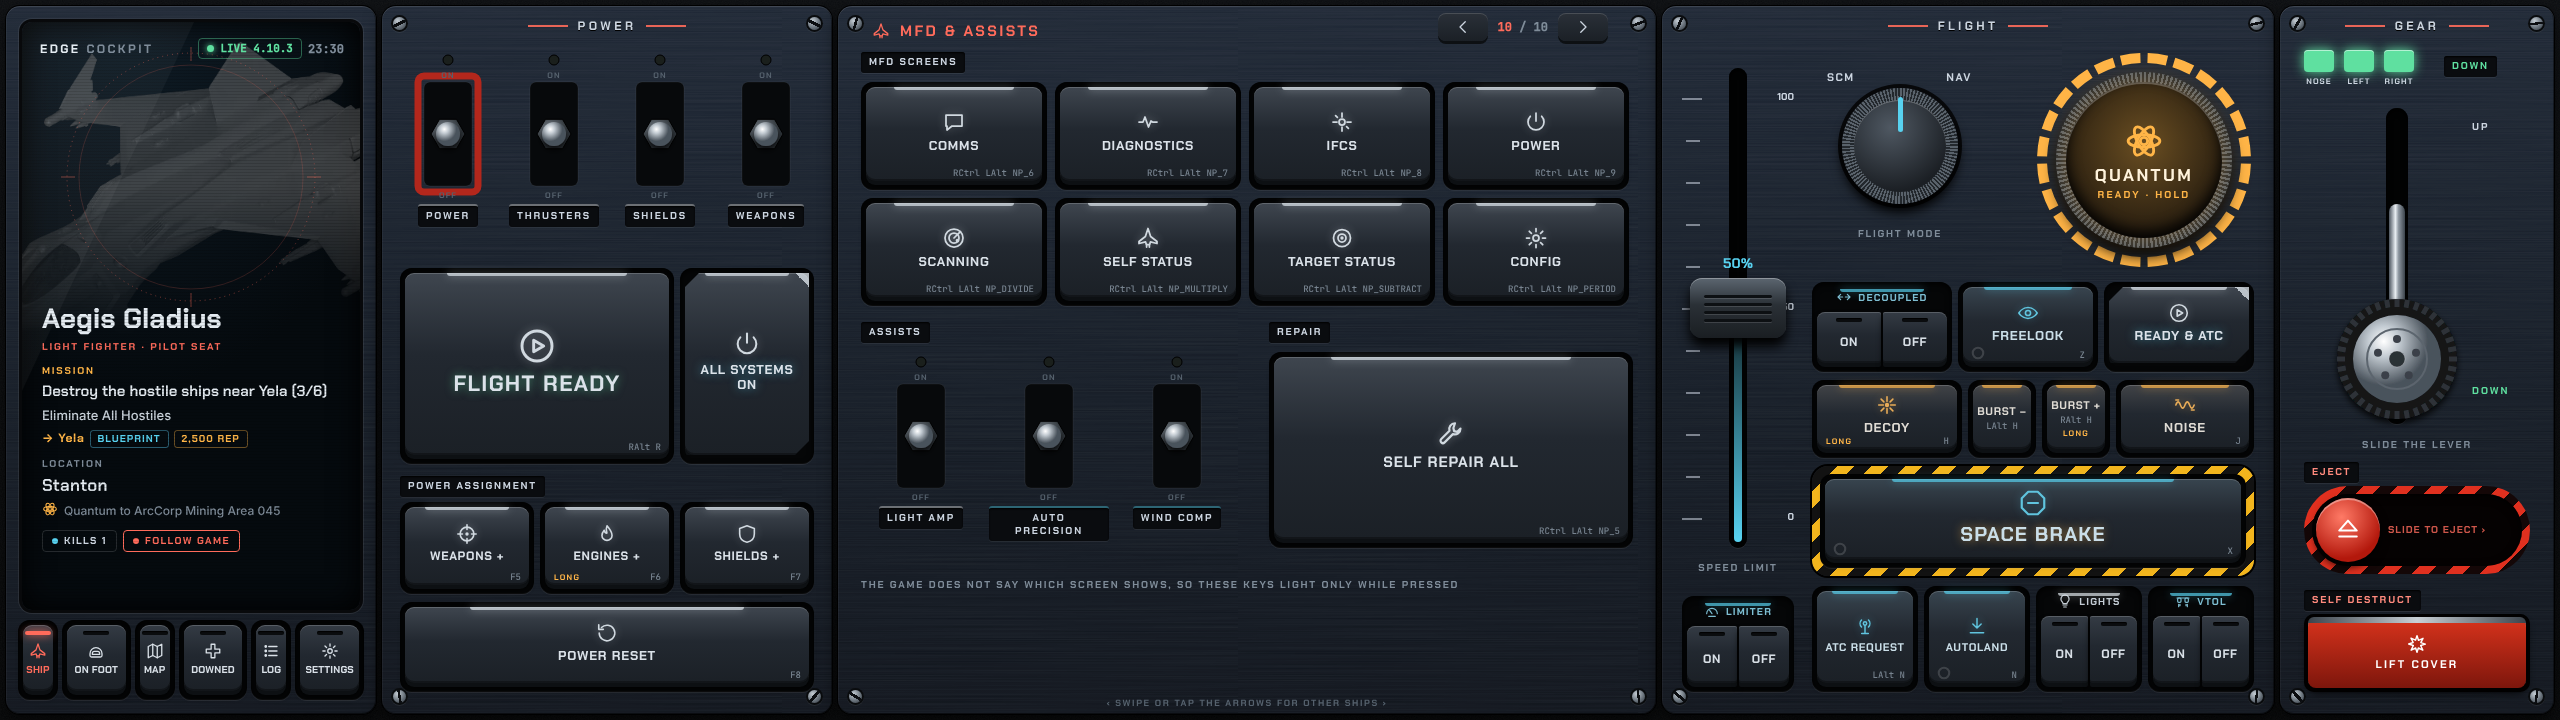 EDGE COCKPIT
LIVE 4.10.3
23:30
Aegis Gladius
LIGHT FIGHTER · PILOT SEAT
MISSION
Destroy the hostile ships near Yela (3/6)
Eliminate All Hostiles
→ Yela
BLUEPRINT
2,500 REP
LOCATION
Stanton
Quantum to ArcCorp Mining Area 045
KILLS 1
FOLLOW GAME
SHIP
ON FOOT
MAP
DOWNED
LOG
SETTINGS
POWER
ON
ON
ON
ON
OFF
OFF
OFF
OFF
POWER
THRUSTERS
SHIELDS
WEAPONS
FLIGHT READY
RAlt R
ALL SYSTEMS
ON
POWER ASSIGNMENT
WEAPONS +
F5
ENGINES +
LONG
F6
SHIELDS +
F7
POWER RESET
F8
MFD & ASSISTS
10 / 10
MFD SCREENS
COMMS
RCtrl LAlt NP_6
DIAGNOSTICS
RCtrl LAlt NP_7
IFCS
RCtrl LAlt NP_8
POWER
RCtrl LAlt NP_9
SCANNING
RCtrl LAlt NP_DIVIDE
SELF STATUS
RCtrl LAlt NP_MULTIPLY
TARGET STATUS
RCtrl LAlt NP_SUBTRACT
CONFIG
RCtrl LAlt NP_PERIOD
ASSISTS
ON
ON
ON
OFF
OFF
OFF
LIGHT AMP
AUTO
PRECISION
WIND COMP
REPAIR
SELF REPAIR ALL
RCtrl LAlt NP_5
THE GAME DOES NOT SAY WHICH SCREEN SHOWS, SO THESE KEYS LIGHT ONLY WHILE PRESSED
‹ SWIPE OR TAP THE ARROWS FOR OTHER SHIPS ›
FLIGHT
100
50%
0
SPEED LIMIT
LIMITER
ON
OFF
SCM
NAV
FLIGHT MODE
QUANTUM
READY · HOLD
DECOUPLED
ON
OFF
FREELOOK
Z
READY & ATC
DECOY
LONG
H
BURST −
LAlt H
BURST +
RAlt H
LONG
NOISE
J
SPACE BRAKE
X
ATC REQUEST
LAlt N
AUTOLAND
N
LIGHTS
ON
OFF
VTOL
ON
OFF
GEAR
NOSE
LEFT
RIGHT
DOWN
UP
DOWN
SLIDE THE LEVER
EJECT
SLIDE TO EJECT ›
SELF DESTRUCT
LIFT COVER